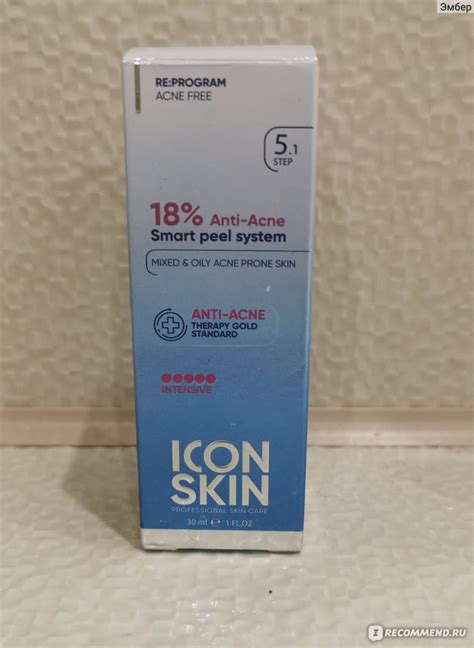 Эмбер
RE:PROGRAM
ACNE FREE
5.1
STEP
18% Anti-Acne
Smart peel system
MIXED & OILY ACNE PRONE SKIN
ANTI-ACNE
THERAPY GOLD
STANDARD
INTENSIVE
ICON
SKIN
PROFESSIONAL SKIN CARE
30 ml ℮ 1 FL.OZ
I RECOMMEND.RU